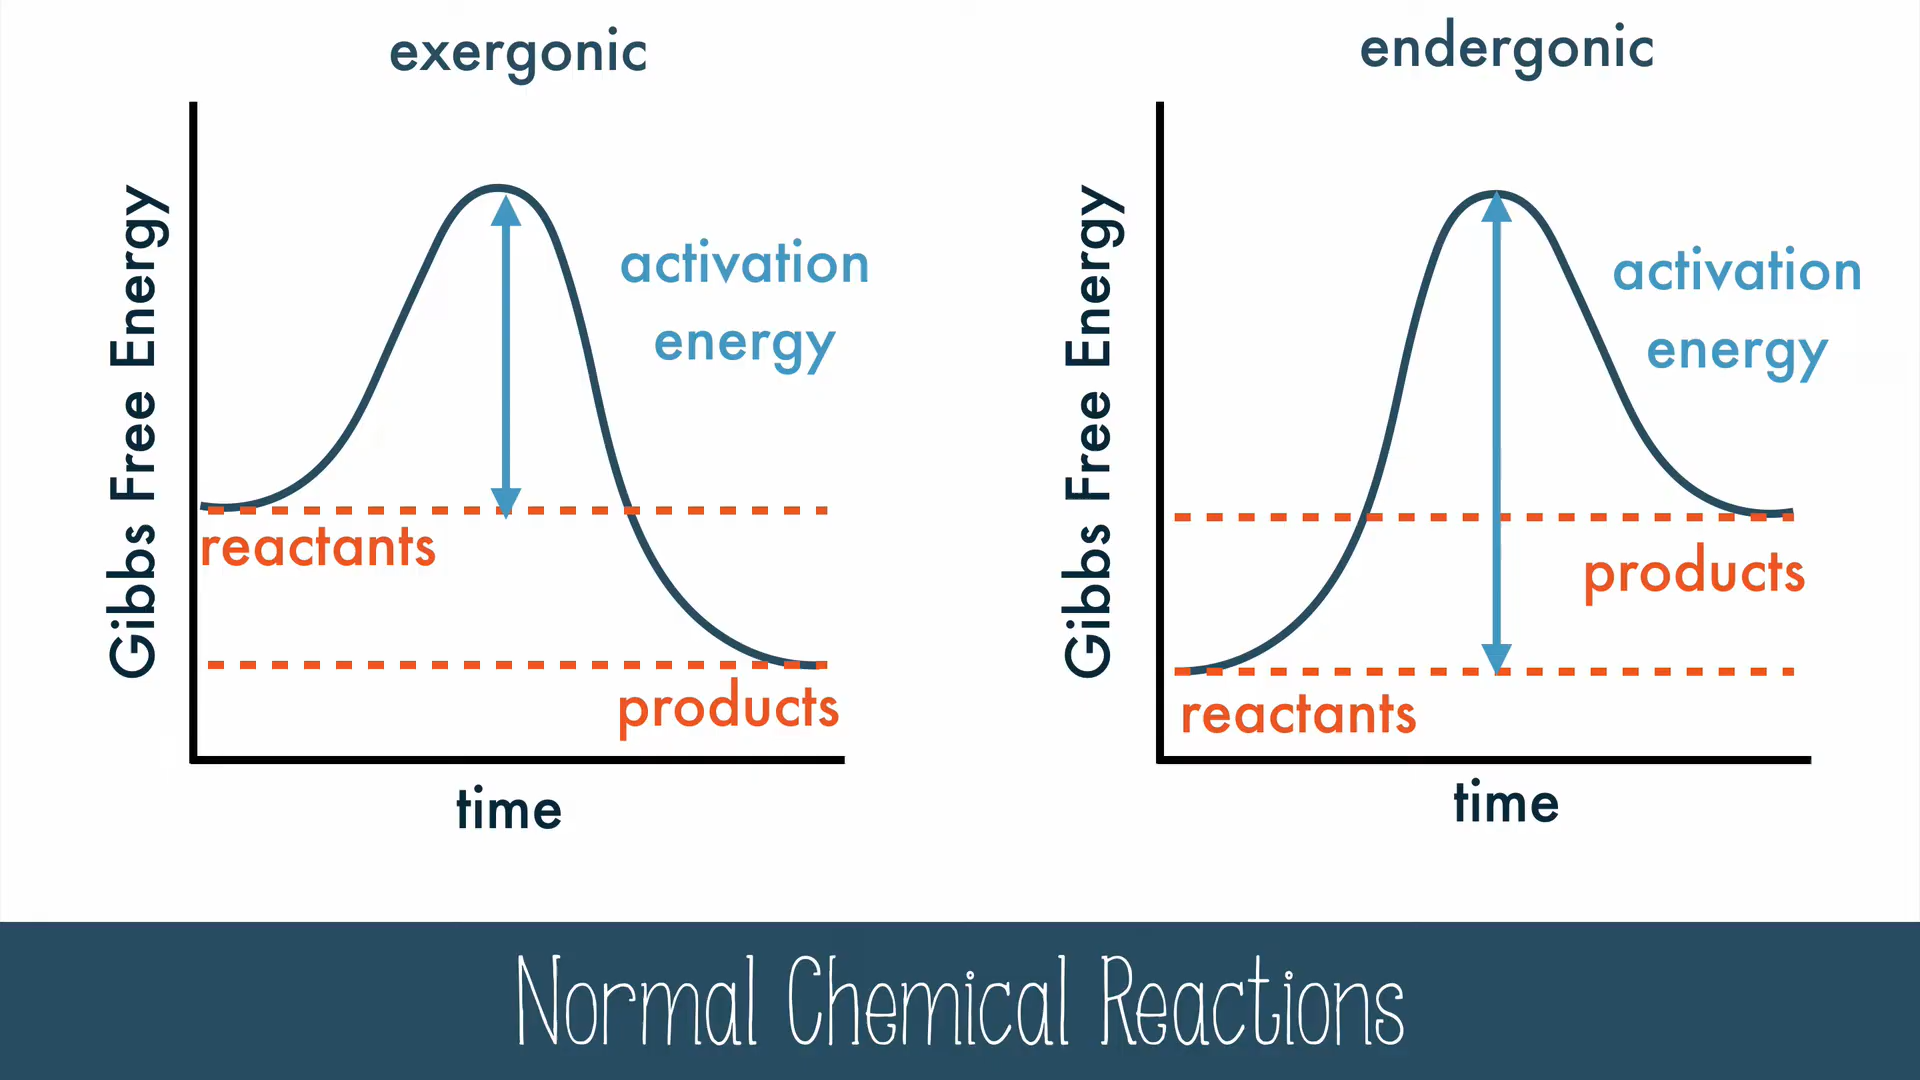 exergonic
Gibbs Free Energy
activation
energy
reactants
products
time
endergonic
Gibbs Free Energy
activation
energy
products
reactants
time
Normal Chemical Reactions